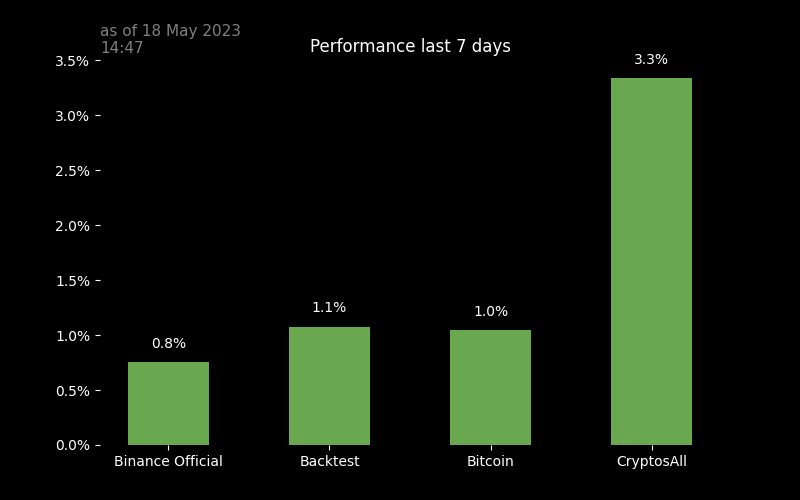 as of 18 May 2023
14:47
Performance last 7 days
3.5%
3.0%
2.5%
2.0%
1.5%
1.0%
0.5%
0.0%
0.8%
1.1%
1.0%
3.3%
Binance Official
Backtest
Bitcoin
CryptosAll